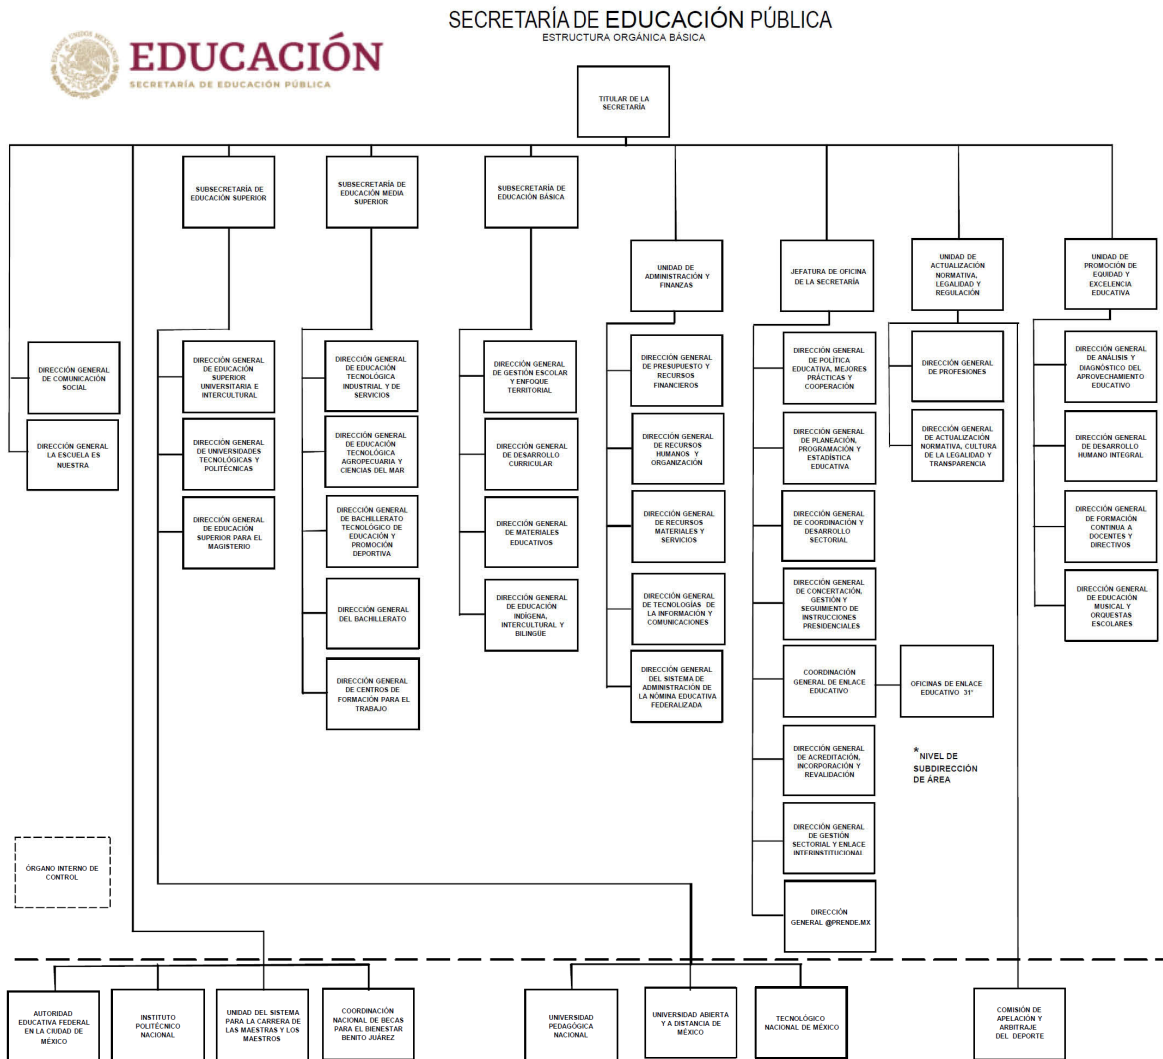 SECRETARÍA DE EDUCACIÓN PÚBLICA
ESTRUCTURA ORGÁNICA BÁSICA
ESTADOS UNIDOS MEXICANOS
EDUCACIÓN
SECRETARÍA DE EDUCACIÓN PÚBLICA
TITULAR DE LA
SECRETARÍA
SUBSECRETARÍA DE
EDUCACIÓN SUPERIOR
SUBSECRETARÍA DE
EDUCACIÓN MEDIA
SUPERIOR
SUBSECRETARÍA DE
EDUCACIÓN BÁSICA
UNIDAD DE
ADMINISTRACIÓN Y
FINANZAS
JEFATURA DE OFICINA
DE LA SECRETARÍA
UNIDAD DE
ACTUALIZACIÓN
NORMATIVA,
LEGALIDAD Y
REGULACIÓN
UNIDAD DE
PROMOCIÓN DE
EQUIDAD Y
EXCELENCIA
EDUCATIVA
DIRECCIÓN GENERAL
DE COMUNICACIÓN
SOCIAL
DIRECCIÓN GENERAL
LA ESCUELA ES
NUESTRA
DIRECCIÓN GENERAL
DE EDUCACIÓN
SUPERIOR
UNIVERSITARIA E
INTERCULTURAL
DIRECCIÓN GENERAL
DE UNIVERSIDADES
TECNOLÓGICAS Y
POLITÉCNICAS
DIRECCIÓN GENERAL
DE EDUCACIÓN
SUPERIOR PARA EL
MAGISTERIO
DIRECCIÓN GENERAL
DE EDUCACIÓN
TECNOLÓGICA
INDUSTRIAL Y DE
SERVICIOS
DIRECCIÓN GENERAL
DE EDUCACIÓN
TECNOLÓGICA
AGROPECUARIA Y
CIENCIAS DEL MAR
DIRECCIÓN GENERAL
DE BACHILLERATO
TECNOLÓGICO DE
EDUCACIÓN Y
PROMOCIÓN
DEPORTIVA
DIRECCIÓN GENERAL
DEL BACHILLERATO
DIRECCIÓN GENERAL
DE CENTROS DE
FORMACIÓN PARA EL
TRABAJO
DIRECCIÓN GENERAL
DE GESTIÓN ESCOLAR
Y ENFOQUE
TERRITORIAL
DIRECCIÓN GENERAL
DE DESARROLLO
CURRICULAR
DIRECCIÓN GENERAL
DE MATERIALES
EDUCATIVOS
DIRECCIÓN GENERAL
DE EDUCACIÓN
INDÍGENA,
INTERCULTURAL Y
BILINGÜE
DIRECCIÓN GENERAL
DE PRESUPUESTO Y
RECURSOS
FINANCIEROS
DIRECCIÓN GENERAL
DE RECURSOS
HUMANOS Y
ORGANIZACIÓN
DIRECCIÓN GENERAL
DE RECURSOS
MATERIALES Y
SERVICIOS
DIRECCIÓN GENERAL
DE TECNOLOGÍAS DE
LA INFORMACIÓN Y
COMUNICACIONES
DIRECCIÓN GENERAL
DEL SISTEMA DE
ADMINISTRACIÓN DE
LA NÓMINA EDUCATIVA
FEDERALIZADA
DIRECCIÓN GENERAL
DE POLÍTICA
EDUCATIVA, MEJORES
PRÁCTICAS Y
COOPERACIÓN
DIRECCIÓN GENERAL
DE PLANEACIÓN,
PROGRAMACIÓN Y
ESTADÍSTICA
EDUCATIVA
DIRECCIÓN GENERAL
DE COORDINACIÓN Y
DESARROLLO
SECTORIAL
DIRECCIÓN GENERAL
DE CONCERTACIÓN,
GESTIÓN Y
SEGUIMIENTO DE
INSTRUCCIONES
PRESIDENCIALES
COORDINACIÓN
GENERAL DE ENLACE
EDUCATIVO
OFICINAS DE ENLACE
EDUCATIVO 31*
*NIVEL DE
SUBDIRECCIÓN
DE ÁREA
DIRECCIÓN GENERAL
DE ACREDITACIÓN,
INCORPORACIÓN Y
REVALIDACIÓN
DIRECCIÓN GENERAL
DE GESTIÓN
SECTORIAL Y ENLACE
INTERINSTITUCIONAL
DIRECCIÓN
GENERAL @PRENDE.MX
DIRECCIÓN GENERAL
DE PROFESIONES
DIRECCIÓN GENERAL
DE ACTUALIZACIÓN
NORMATIVA, CULTURA
DE LA LEGALIDAD Y
TRANSPARENCIA
DIRECCIÓN GENERAL
DE ANÁLISIS Y
DIAGNÓSTICO DEL
APROVECHAMIENTO
EDUCATIVO
DIRECCIÓN GENERAL
DE DESARROLLO
HUMANO INTEGRAL
DIRECCIÓN GENERAL
DE FORMACIÓN
CONTINUA A
DOCENTES Y
DIRECTIVOS
DIRECCIÓN GENERAL
DE EDUCACIÓN
MUSICAL Y
ORQUESTAS
ESCOLARES
ÓRGANO INTERNO DE
CONTROL
AUTORIDAD
EDUCATIVA FEDERAL
EN LA CIUDAD DE
MÉXICO
INSTITUTO
POLITÉCNICO
NACIONAL
UNIDAD DEL SISTEMA
PARA LA CARRERA DE
LAS MAESTRAS Y LOS
MAESTROS
COORDINACIÓN
NACIONAL DE BECAS
PARA EL BIENESTAR
BENITO JUÁREZ
UNIVERSIDAD
PEDAGÓGICA
NACIONAL
UNIVERSIDAD ABIERTA
Y A DISTANCIA DE
MÉXICO
TECNOLÓGICO
NACIONAL DE MÉXICO
COMISIÓN DE
APELACIÓN Y
ARBITRAJE
DEL DEPORTE